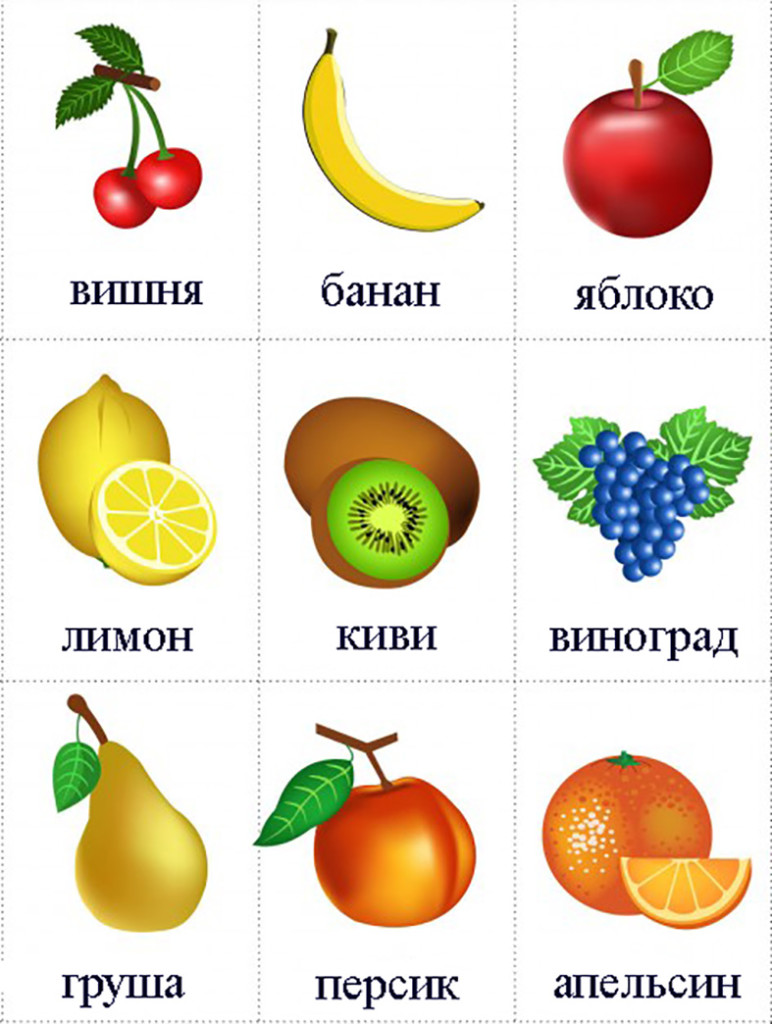 вишня
банан
яблоко
лимон
киви
виноград
груша
персик
апельсин